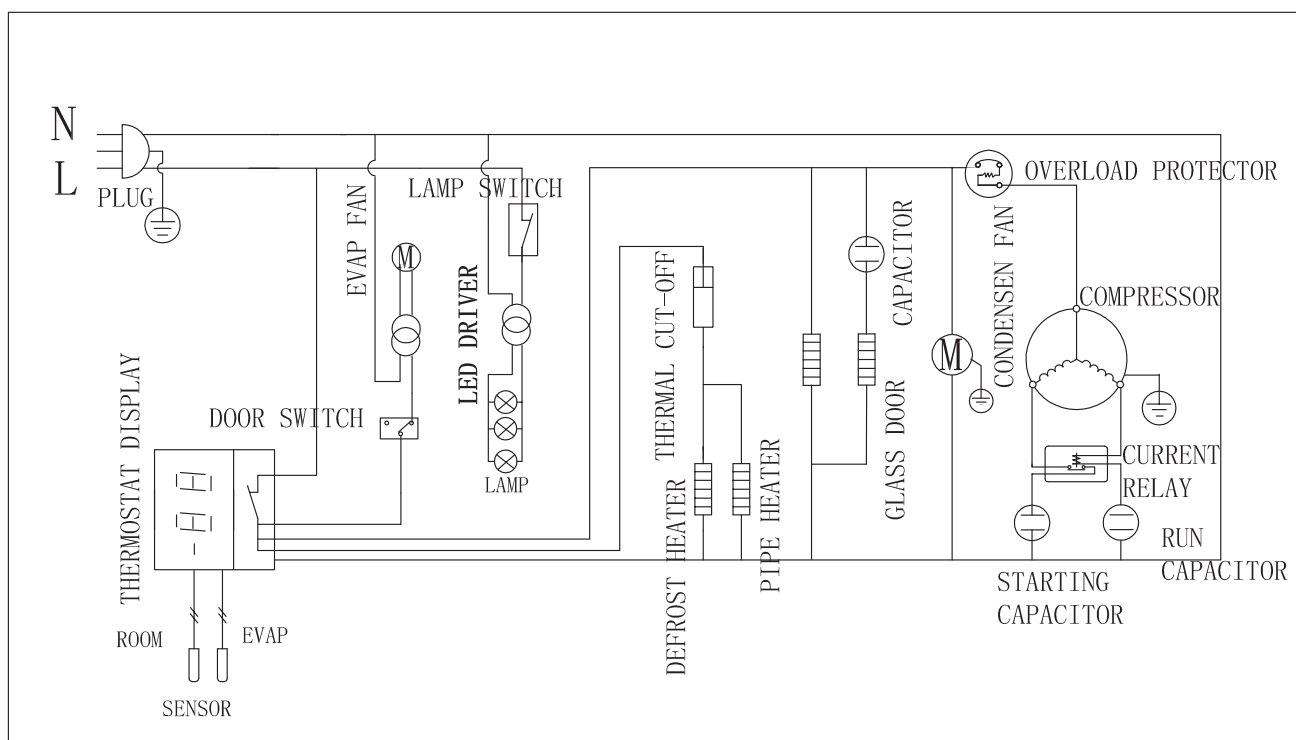 N
L
PLUG
EVAP FAN
M
LAMP SWITCH
LED DRIVER
LAMP
DOOR SWITCH
THERMOSTAT DISPLAY
ROOM
EVAP
SENSOR
THERMAL CUT-OFF
DEFROST HEATER
PIPE HEATER
CAPACITOR
GLASS DOOR
M
CONDENSEN FAN
OVERLOAD PROTECTOR
COMPRESSOR
CURRENT
RELAY
RUN
CAPACITOR
STARTING
CAPACITOR